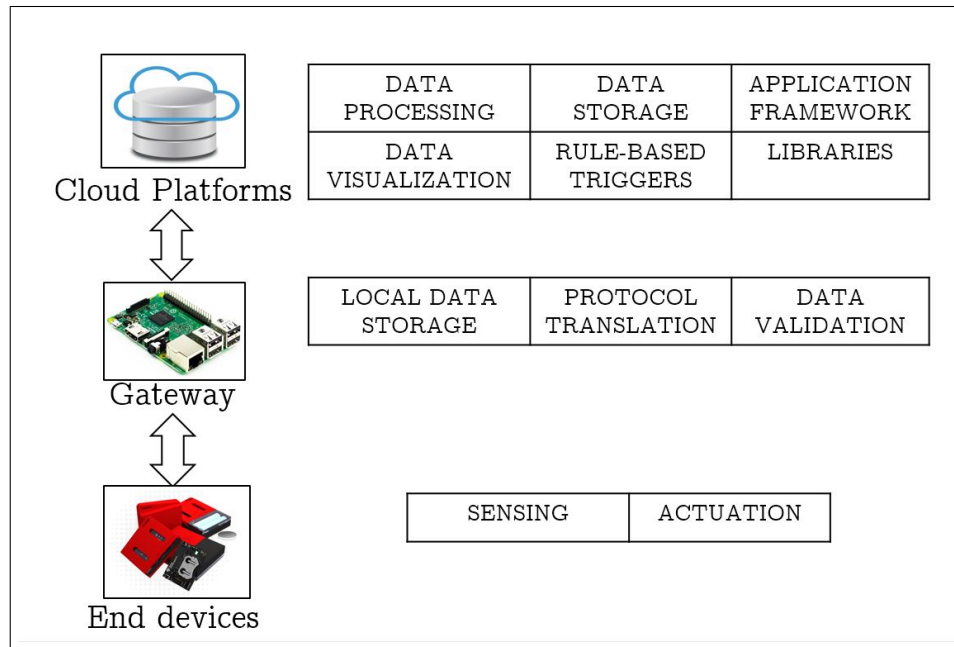 DATA
PROCESSING
DATA
STORAGE
APPLICATION
FRAMEWORK
DATA
VISUALIZATION
RULE-BASED
TRIGGERS
LIBRARIES
Cloud Platforms
LOCAL DATA
STORAGE
PROTOCOL
TRANSLATION
DATA
VALIDATION
Gateway
SENSING
ACTUATION
End devices